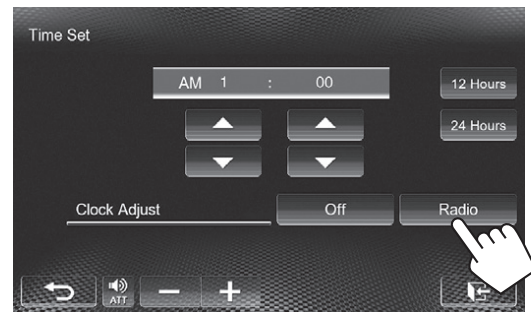 Time Set
AM 1 : 00
12 Hours
24 Hours
Clock Adjust Off Radio
ATT